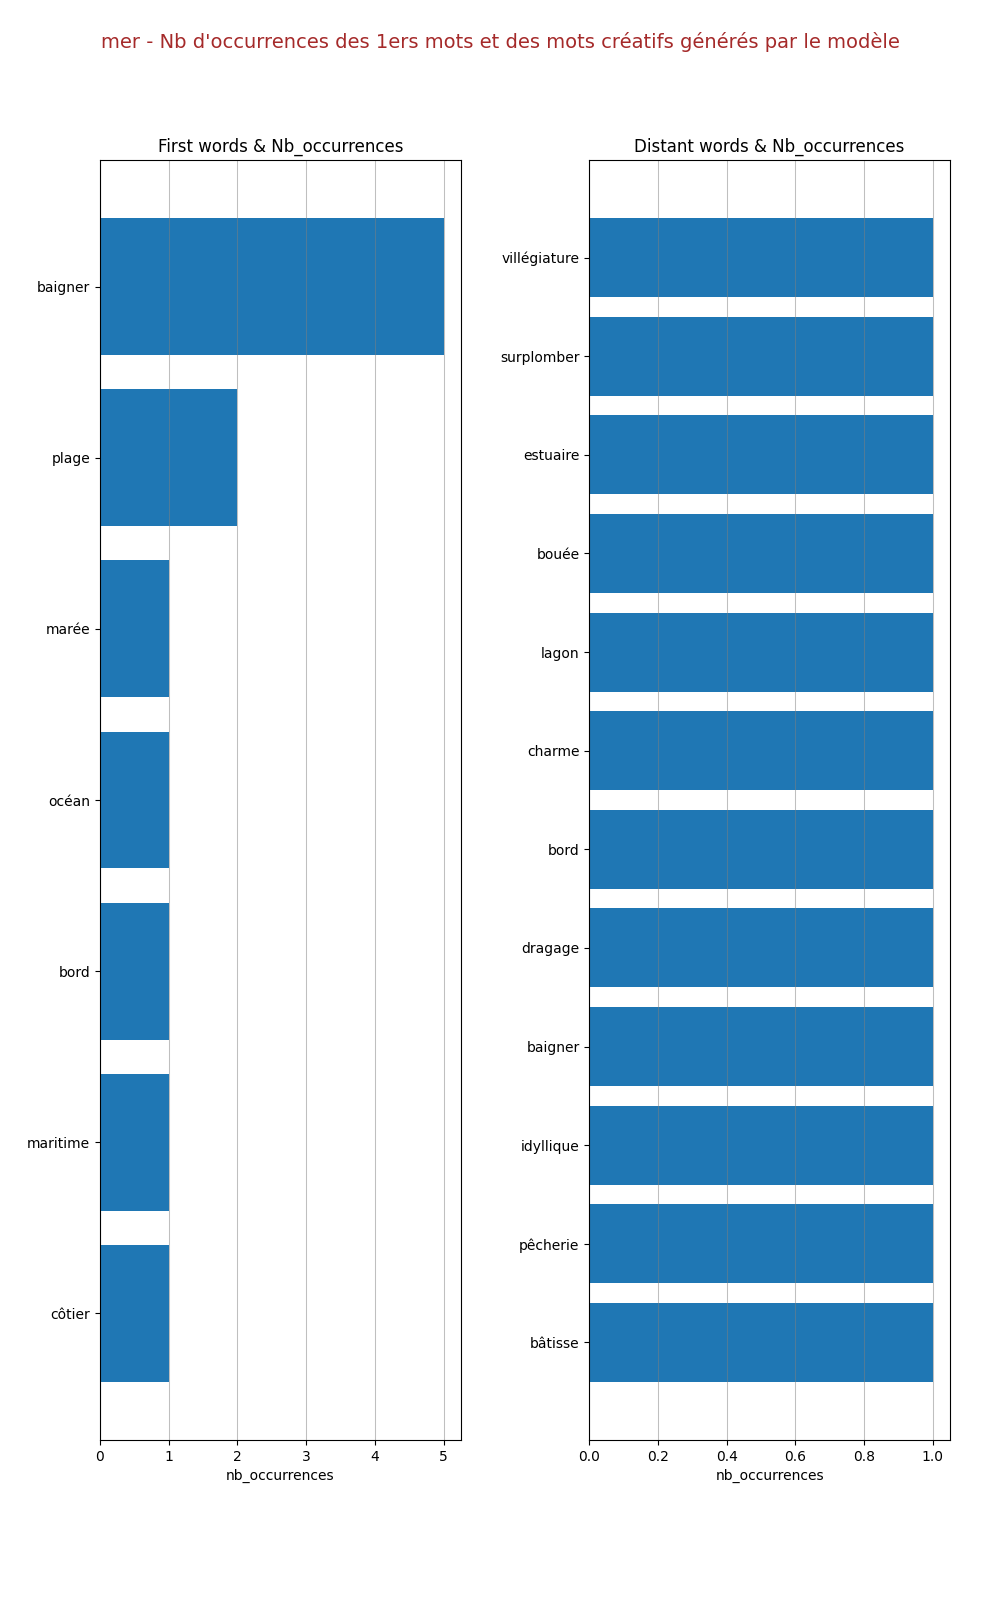 mer - Nb d'occurrences des 1ers mots et des mots créatifs générés par le modèle
First words & Nb_occurrences
baigner
plage
marée
océan
bord
maritime
côtier
0 1 2 3 4 5
nb_occurrences
Distant words & Nb_occurrences
villégiature
surplomber
estuaire
bouée
lagon
charme
bord
dragage
baigner
idyllique
pêcherie
bâtisse
0.0 0.2 0.4 0.6 0.8 1.0
nb_occurrences